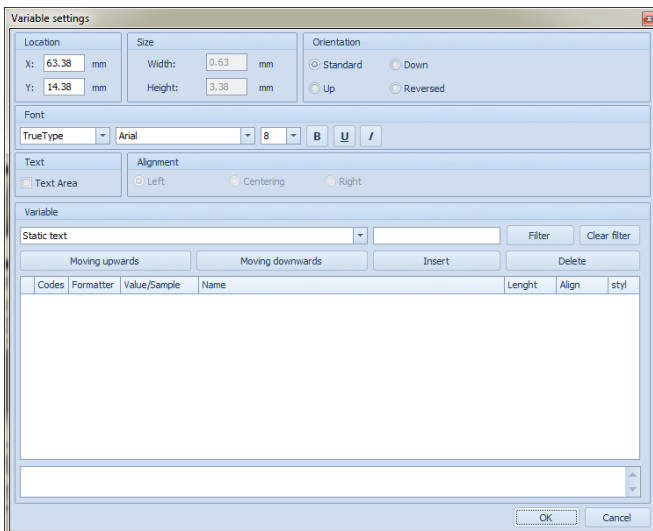 Variable settings
Location
Size
Orientation
X: 63.38 mm
Width: 0.63 mm
Standard
Down
Y: 14.38 mm
Height: 3.38 mm
Up
Reversed
Font
TrueType
Arial
8
B
U
I
Text
Alignment
Text Area
Left
Centering
Right
Variable
Static text
Filter
Clear filter
Moving upwards
Moving downwards
Insert
Delete
Codes Formatter Value/Sample Name Lenght Align styl
OK
Cancel